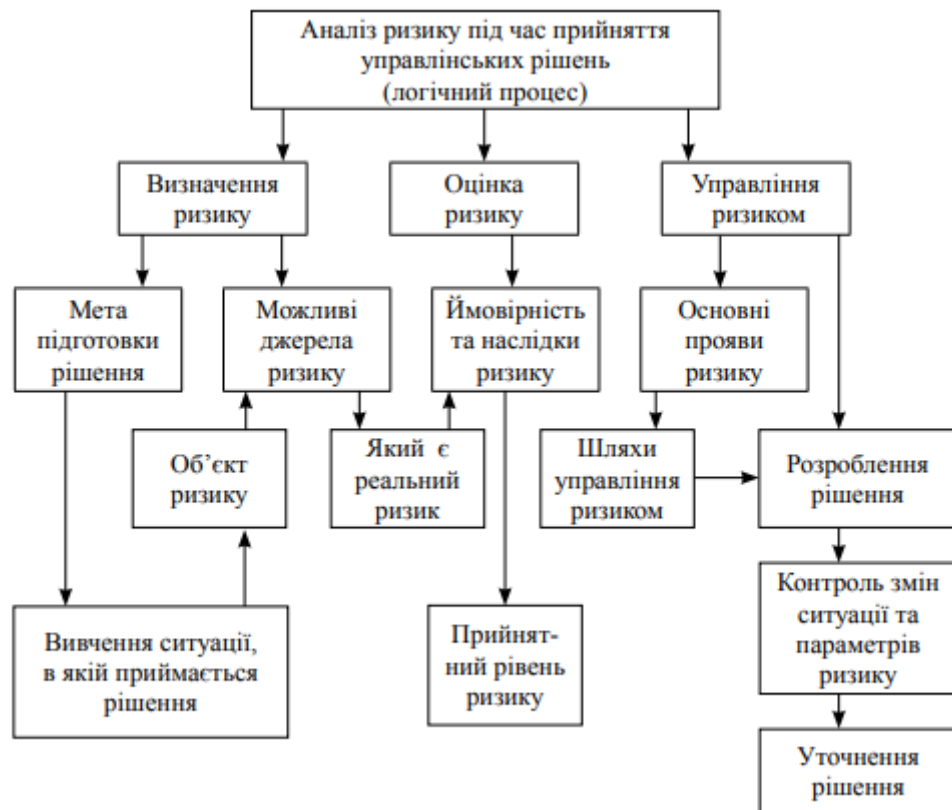 Аналіз ризику під час прийняття
управлінських рішень
(логічний процес)
Визначення
ризику
Оцінка
ризику
Управління
ризиком
Мета
підготовки
рішення
Можливі
джерела
ризику
Ймовірність
та наслідки
ризику
Основні
прояви
ризику
Об’єкт
ризику
Який є
реальний
ризик
Шляхи
управління
ризиком
Розроблення
рішення
Вивчення ситуації,
в якій приймається
рішення
Прийнят-
ний рівень
ризику
Контроль змін
ситуації та
параметрів
ризику
Уточнення
рішення